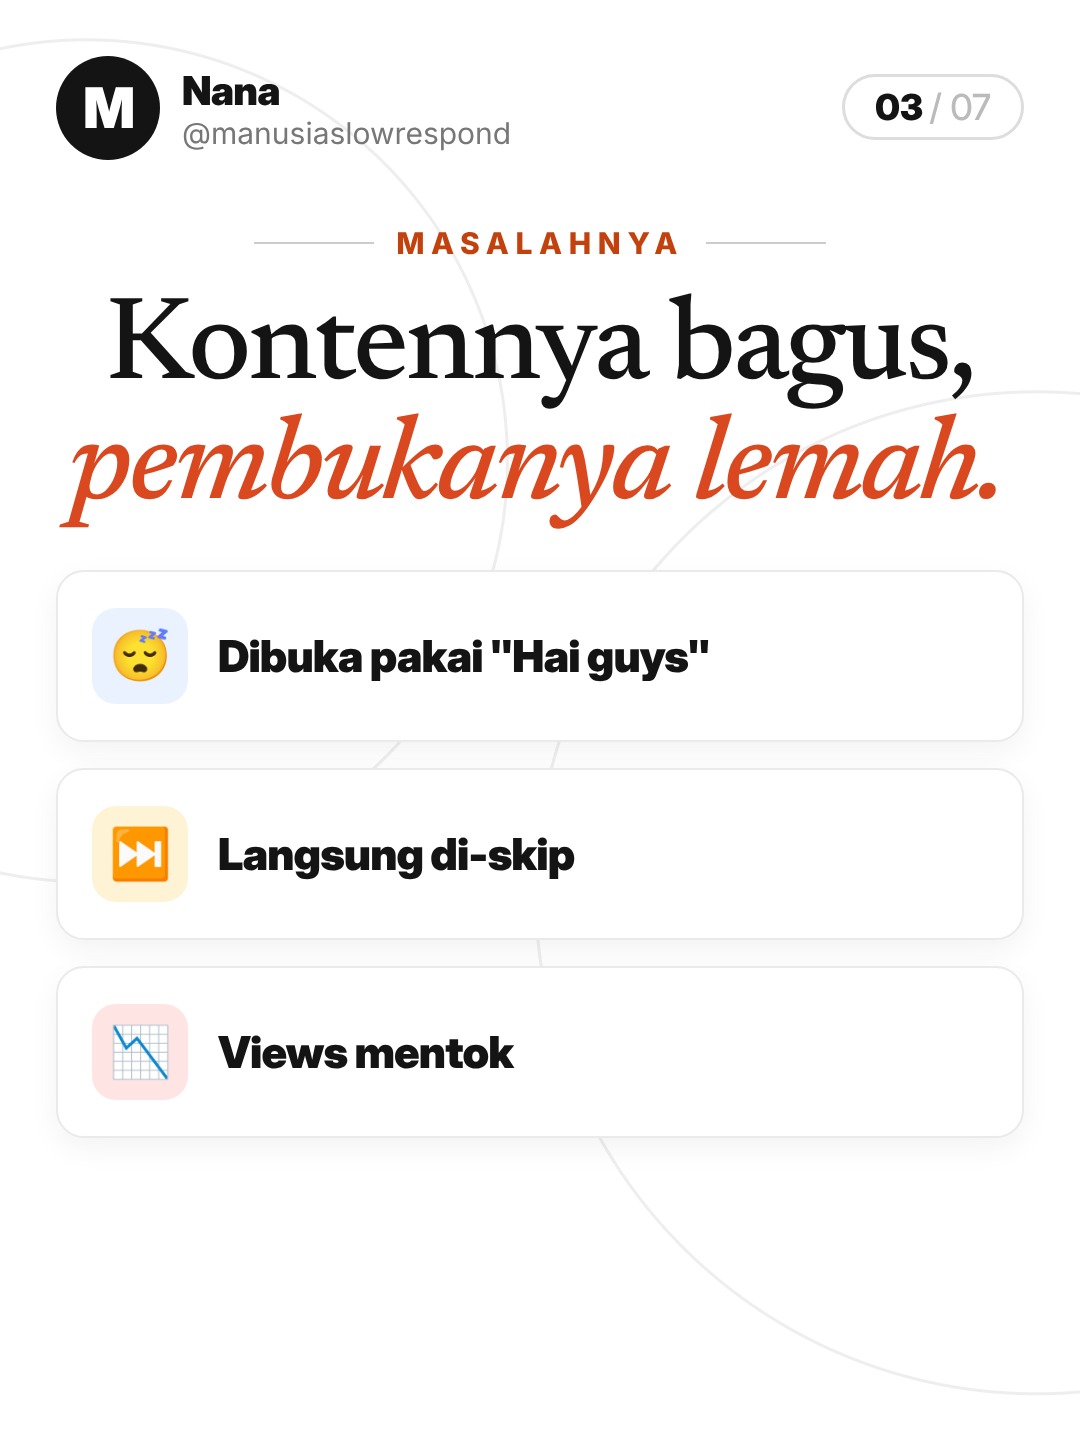 M
Nana
@manusiaslowrespond
03 / 07
MASALAHNYA
Kontennya bagus,
pembukanya lemah.
Dibuka pakai "Hai guys"
Langsung di-skip
Views mentok